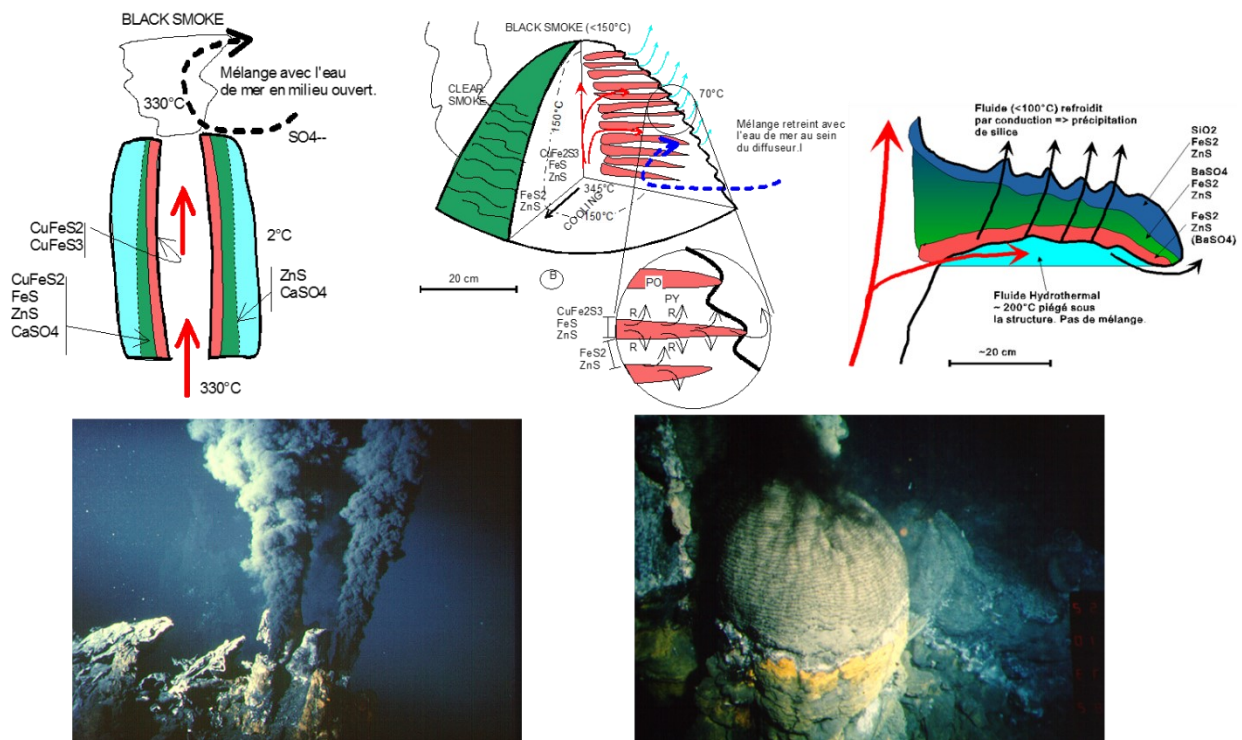 BLACK SMOKE
Mélange avec l'eau
de mer en milieu ouvert.
330°C
SO4--
CuFeS2
CuFeS3
2°C
CuFeS2
FeS
ZnS
CaSO4
ZnS
CaSO4
330°C
BLACK SMOKE (<150°C)
CLEAR
SMOKE
150°C
70°C
Mélange retreint avec
l'eau de mer au sein
du diffuseur.l
CuFe2S3
FeS
ZnS
FeS2
ZnS
345°C
COOLING
150°C
20 cm
B
PO
PY
R
R
CuFe2S3
FeS
ZnS
R
R
FeS2
ZnS
Fluide (<100°C) refroidit
par conduction => précipitation
de silice
SiO2
FeS2
ZnS
BaSO4
FeS2
ZnS
FeS2
ZnS
(BaSO4)
Fluide Hydrothermal
~ 200°C piégé sous
la structure. Pas de mélange.
~20 cm